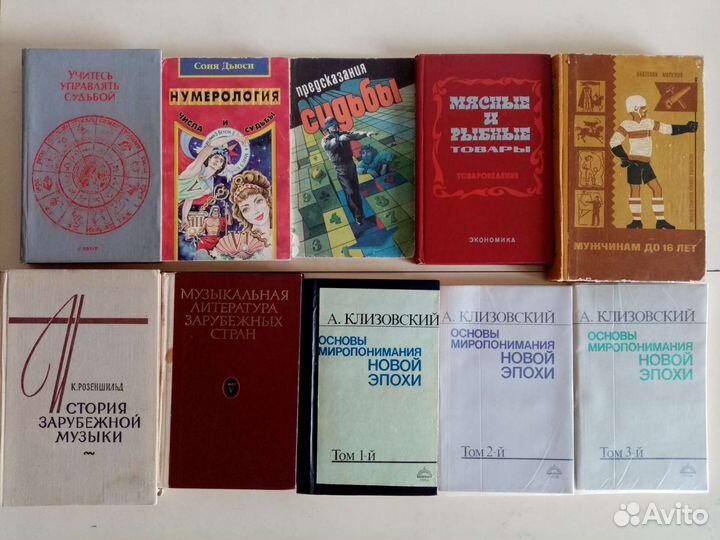 УЧИТЕСЬ
УПРАВЛЯТЬ
СУДЬБОЙ
Соня Дьюси
НУМЕРОЛОГИЯ
ЧИСЛА И СУДЬБЫ
предсказания
судьбы
МЯСНЫЕ
И
РЫБНЫЕ
ТОВАРЫ
ТОВАРОВЕДЕНИЕ
ЭКОНОМИКА
АНАТОЛИЙ МАРКУША
МУЖЧИНАМ ДО 16 ЛЕТ
К. РОЗЕНШИЛЬД
ИСТОРИЯ
ЗАРУБЕЖНОЙ
МУЗЫКИ
МУЗЫКАЛЬНАЯ
ЛИТЕРАТУРА
ЗАРУБЕЖНЫХ
СТРАН
V
А. КЛИЗОВСКИЙ
ОСНОВЫ
МИРОПОНИМАНИЯ
НОВОЙ
ЭПОХИ
Том 1-й
А. КЛИЗОВСКИЙ
ОСНОВЫ
МИРОПОНИМАНИЯ
НОВОЙ
ЭПОХИ
Том 2-й
А. КЛИЗОВСКИЙ
ОСНОВЫ
МИРОПОНИМАНИЯ
НОВОЙ
ЭПОХИ
Том 3-й
Avito